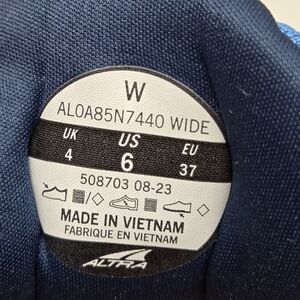 W
AL0A85N7440 WIDE
UK US EU
4 6 37
508703 08-23
MADE IN VIETNAM
FABRIQUE EN VIETNAM
ALTRA